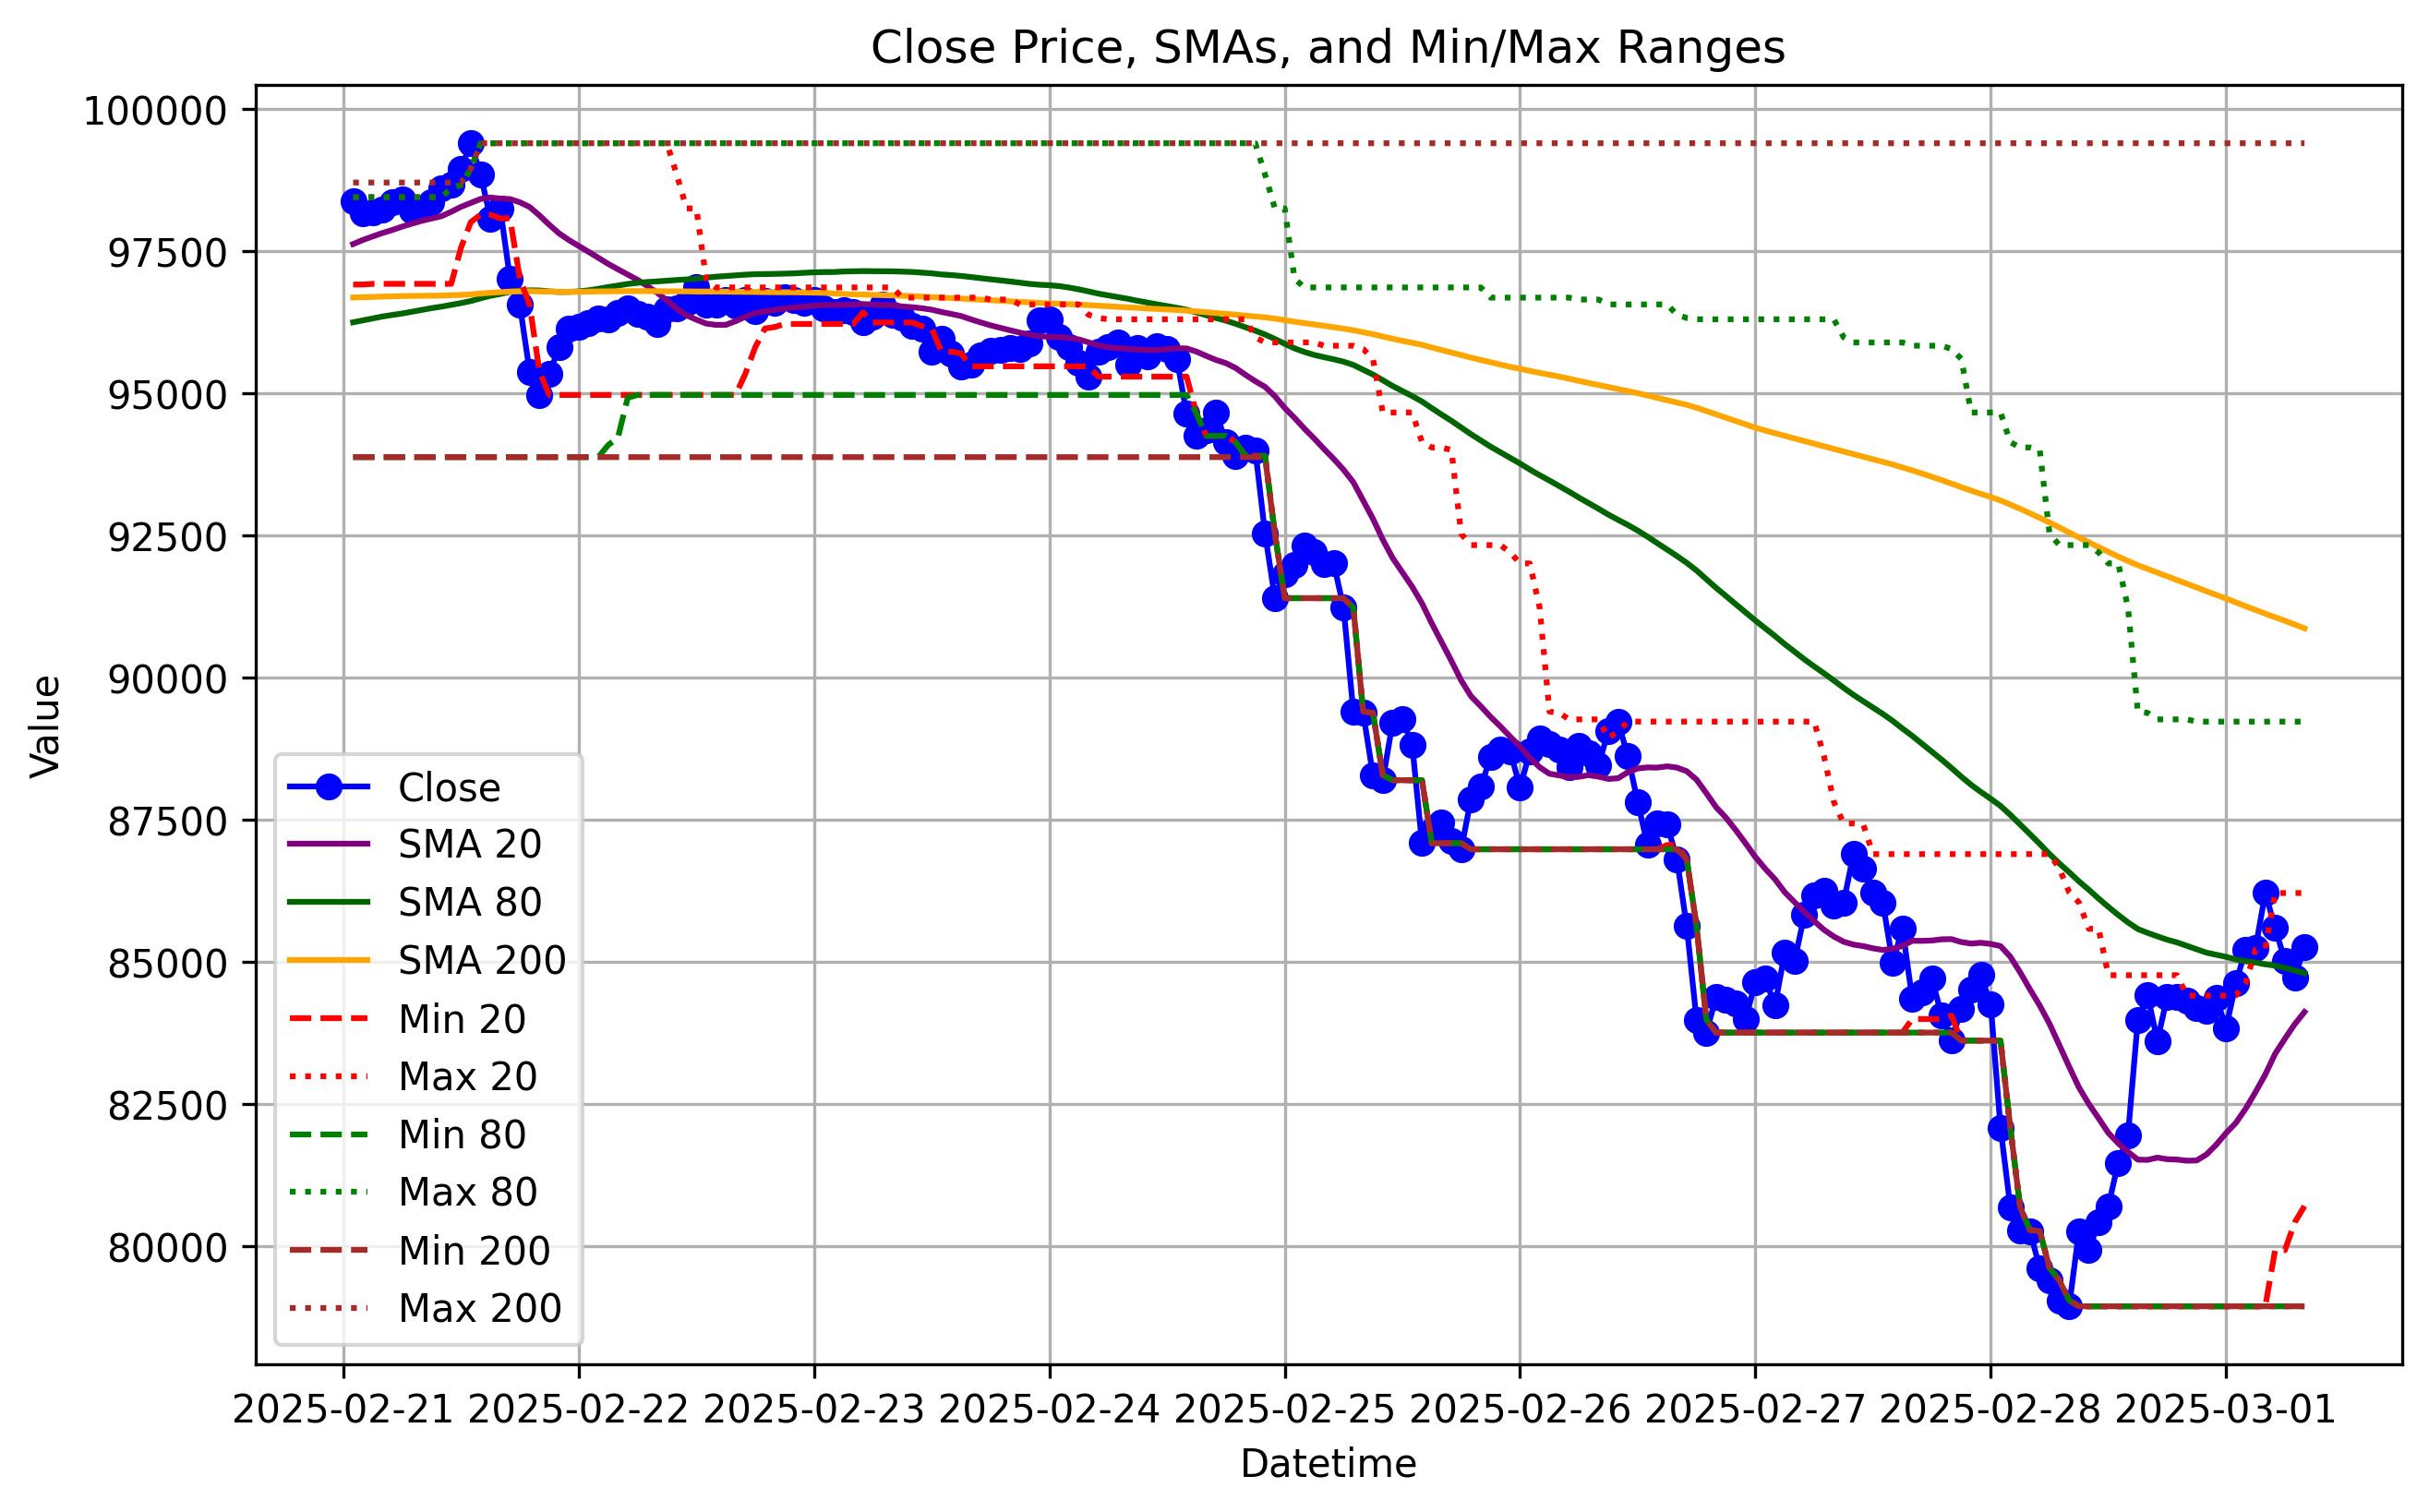 Close Price, SMAs, and Min/Max Ranges
100000
97500
95000
92500
90000
87500
85000
82500
80000
Value
Close
SMA 20
SMA 80
SMA 200
Min 20
Max 20
Min 80
Max 80
Min 200
Max 200
2025-02-21 2025-02-22 2025-02-23 2025-02-24 2025-02-25 2025-02-26 2025-02-27 2025-02-28 2025-03-01
Datetime